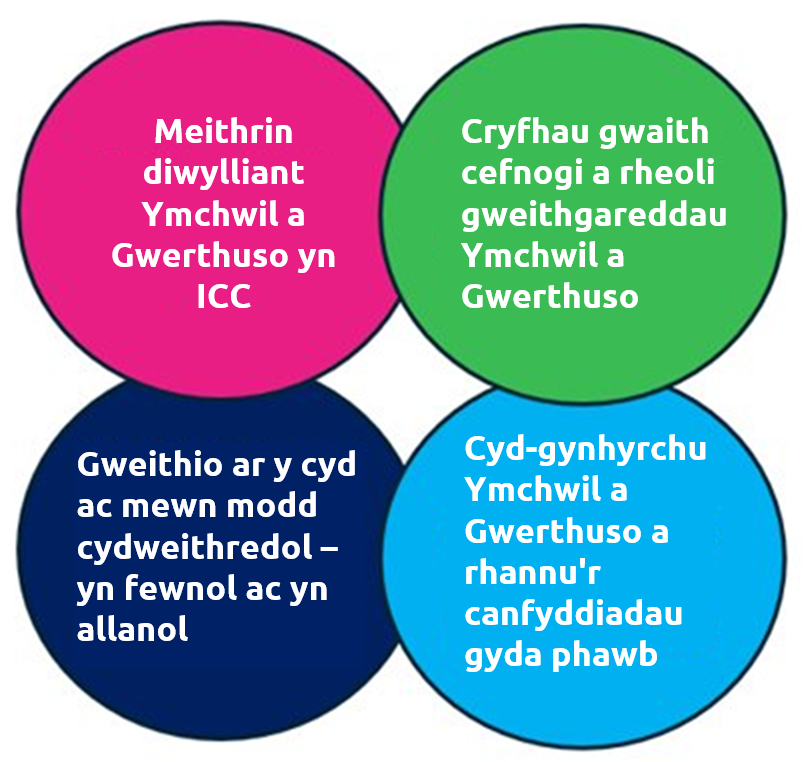 Meithrin
diwylliant
Ymchwil a
Gwerthuso yn
ICC
Cryfhau gwaith
cefnogi a rheoli
gweithgareddau
Ymchwil a
Gwerthuso
Gweithio ar y cyd
ac mewn modd
cydweithredol –
yn fewnol ac yn
allanol
Cyd-gynhyrchu
Ymchwil a
Gwerthuso a
rhannu'r
canfyddiadau
gyda phawb